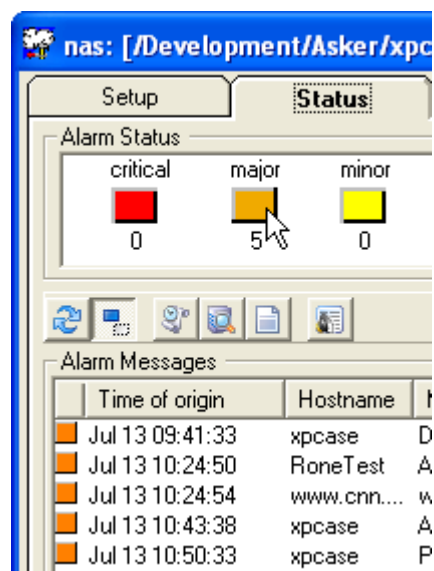 nas: [/Development/Asker/xpc
Setup Status
Alarm Status
critical major minor
0 5 0
Alarm Messages
Time of origin Hostname
Jul 13 09:41:33 xpcase D
Jul 13 10:24:50 RoneTest A
Jul 13 10:24:54 www.cnn.... w
Jul 13 10:43:38 xpcase A
Jul 13 10:50:33 xpcase P